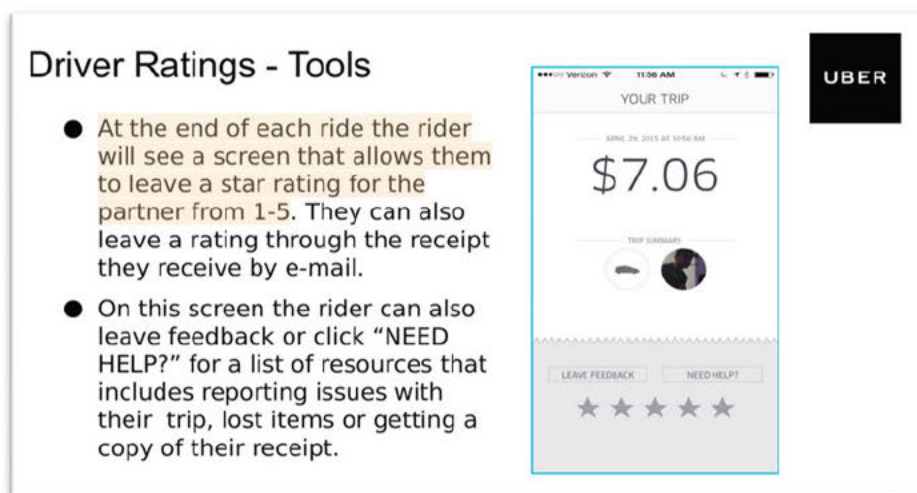 Driver Ratings - Tools
● At the end of each ride the rider
will see a screen that allows them
to leave a star rating for the
partner from 1-5. They can also
leave a rating through the receipt
they receive by e-mail.
● On this screen the rider can also
leave feedback or click “NEED
HELP?” for a list of resources that
includes reporting issues with
their trip, lost items or getting a
copy of their receipt.
Verizon 11:56 AM
YOUR TRIP
APRIL 29, 2015 AT 10:56 AM
$7.06
TRIP SUMMARY
LEAVE FEEDBACK NEED HELP?
UBER